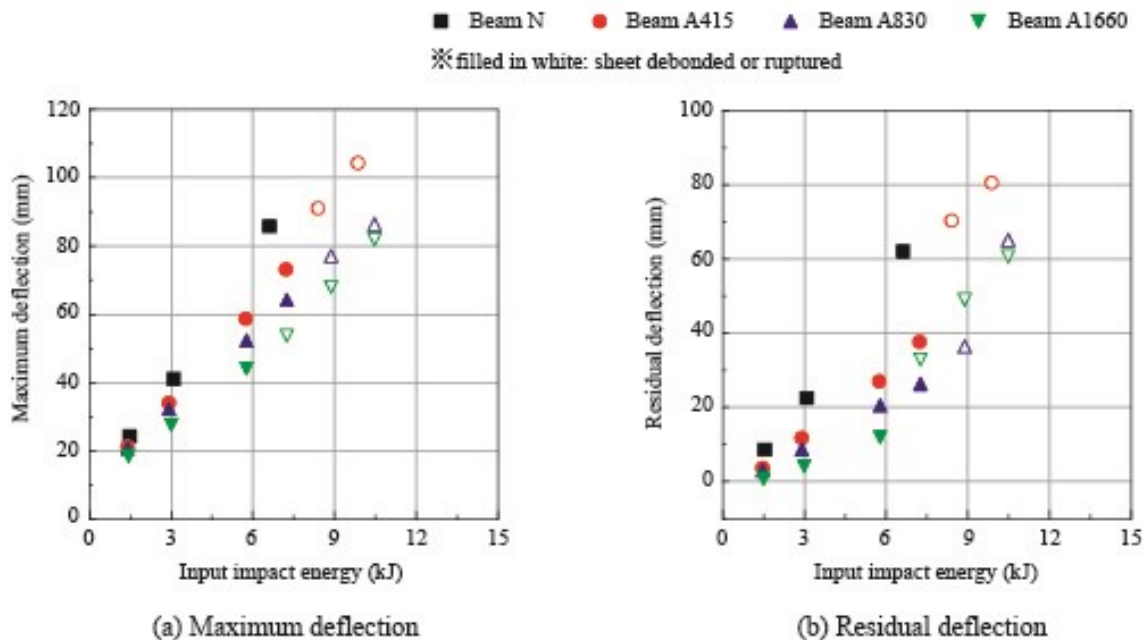 Beam N Beam A415 Beam A830 Beam A1660
※filled in white: sheet debonded or ruptured
120
100
80
60
40
20
0
Maximum deflection (mm)
0 3 6 9 12 15
Input impact energy (kJ)
(a) Maximum deflection
100
80
60
40
20
0
Residual deflection (mm)
0 3 6 9 12 15
Input impact energy (kJ)
(b) Residual deflection